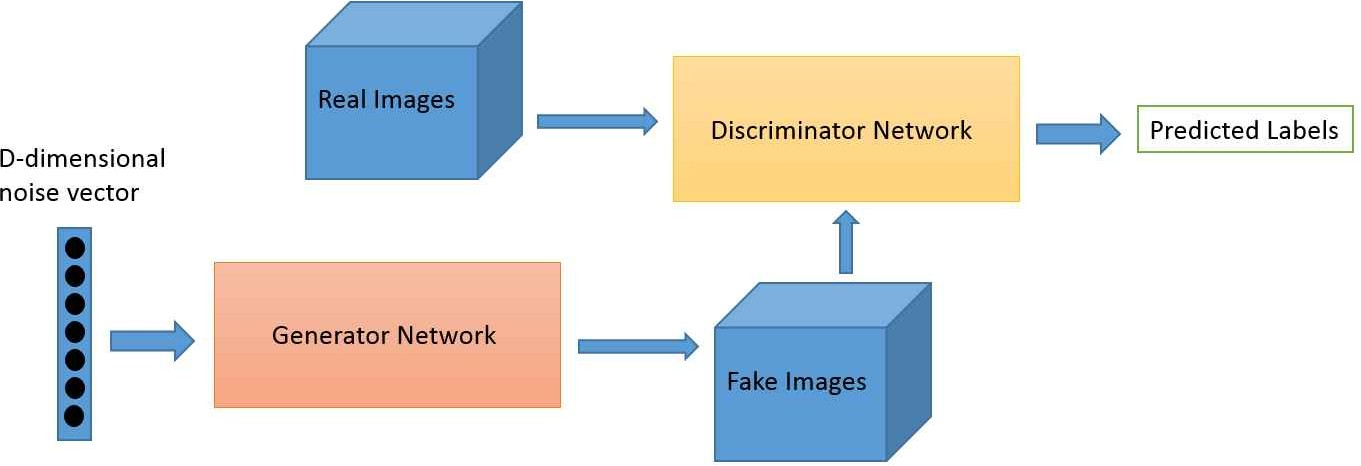 Real Images
Discriminator Network
Predicted Labels
D-dimensional
noise vector
Generator Network
Fake Images